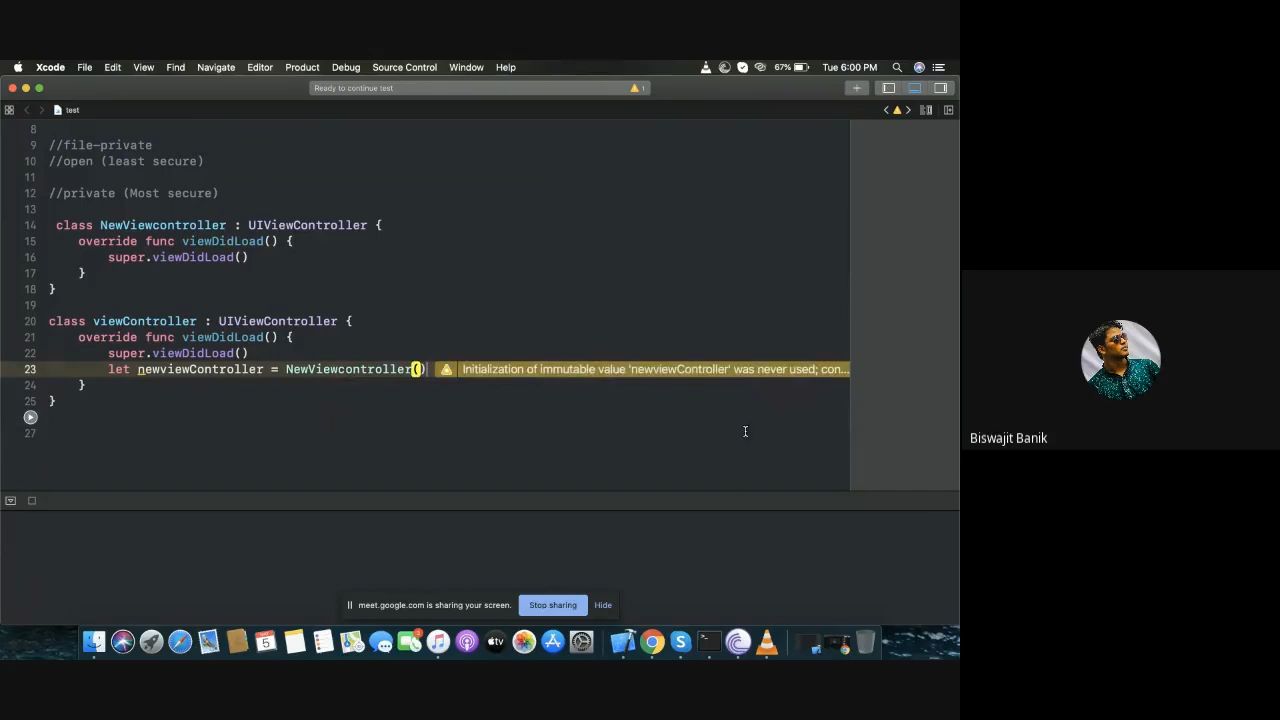 Xcode File Edit View Find Navigate Editor Product Debug Source Control Window Help 67% Tue 6:00 PM
Ready to continue test 1
test
8
9 //file-private
10 //open (least secure)
11
12 //private (Most secure)
13
14 class NewViewcontroller : UIViewController {
15 override func viewDidLoad() {
16 super.viewDidLoad()
17 }
18 }
19
20 class viewController : UIViewController {
21 override func viewDidLoad() {
22 super.viewDidLoad()
23 let newviewController = NewViewcontroller() Initialization of immutable value 'newviewController' was never used; con...
24 }
25 }
27
Biswajit Banik
meet.google.com is sharing your screen. Stop sharing Hide
5
tv
S